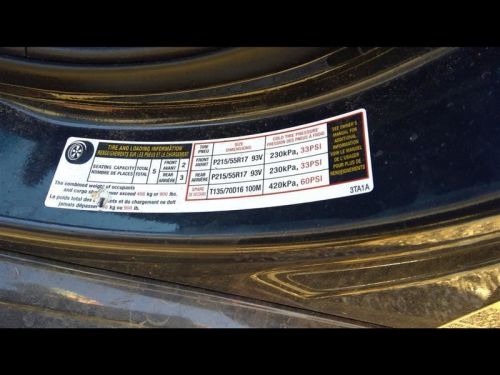 TIRE AND LOADING INFORMATION
RENSEIGNEMENTS SUR LES PNEUS ET LE CHARGEMENT
SEATING CAPACITY
NOMBRE DE PLACES
TOTAL
TOTAL
5
FRONT
AVANT
2
REAR
ARRIÈRE
3
The combined weight of occupants
and cargo should never exceed 408 kg or 900 lbs.
Le poids total des occupants et du chargement ne doit
jamais dépasser kg ou 900 lb.
TIRE
PNEU
SIZE
DIMENSIONS
COLD TIRE PRESSURE
PRESSION DES PNEUS À FROID
FRONT
AVANT
P215/55R17 93V
230kPa, 33PSI
REAR
ARRIÈRE
P215/55R17 93V
230kPa, 33PSI
SPARE
DE SECOURS
T135/70D16 100M
420kPa, 60PSI
SEE OWNER'S
MANUAL FOR
ADDITIONAL
INFORMATION
VOIR LE MANUEL
DE L'USAGER
POUR PLUS DE
RENSEIGNEMENTS
3TA1A